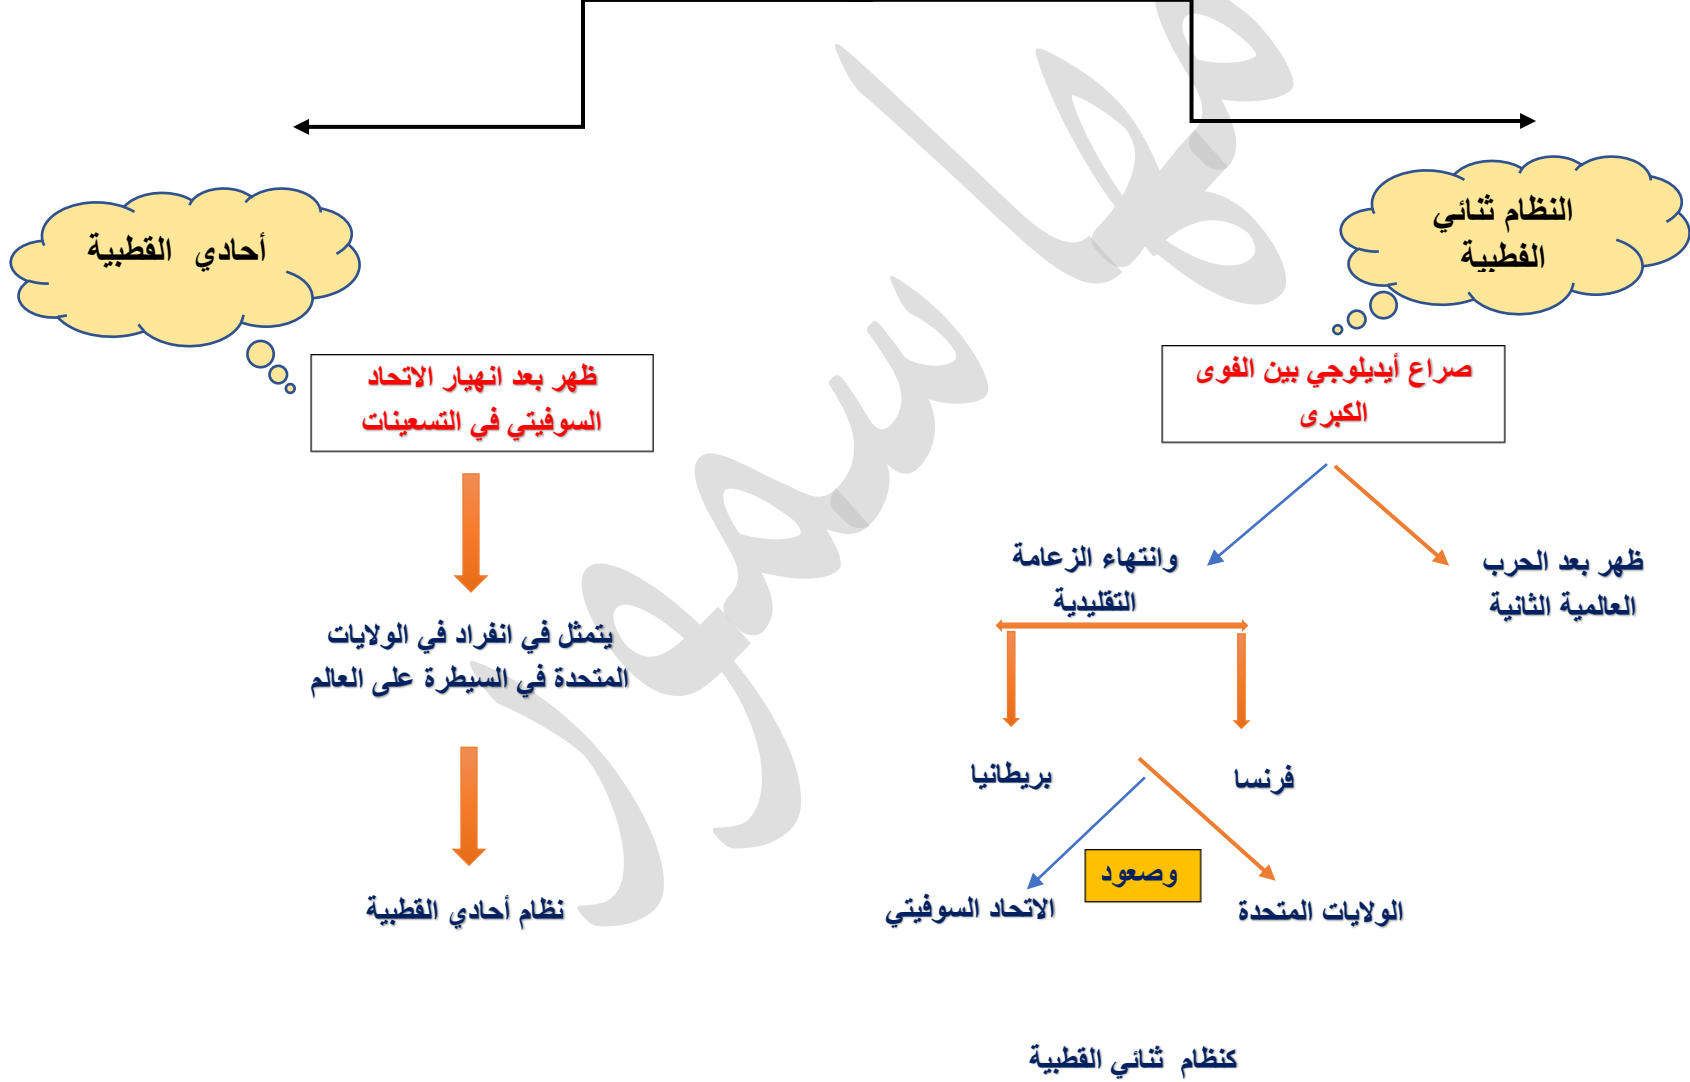 النظام ثنائي
القطبية
صراع أيديلوجي بين القوى
الكبرى
ظهر بعد الحرب
العالمية الثانية
وانتهاء الزعامة
التقليدية
فرنسا
بريطانيا
وصعود
الولايات المتحدة
الاتحاد السوفيتي
كنظام ثنائي القطبية
أحادي القطبية
ظهر بعد انهيار الاتحاد
السوفيتي في التسعينات
يتمثل في انفراد في الولايات
المتحدة في السيطرة على العالم
نظام أحادي القطبية